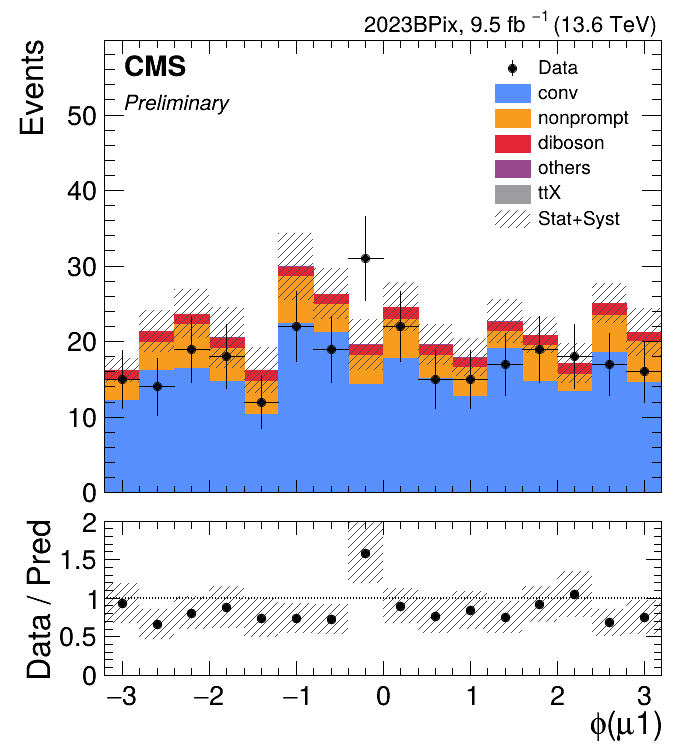 2023BPix, 9.5 fb⁻¹ (13.6 TeV)
Events
CMS
Preliminary
Data
conv
nonprompt
diboson
others
ttX
Stat+Syst
50
40
30
20
10
0
Data / Pred
2
1.5
1
0.5
0
−3 −2 −1 0 1 2 3
ϕ(μ1)